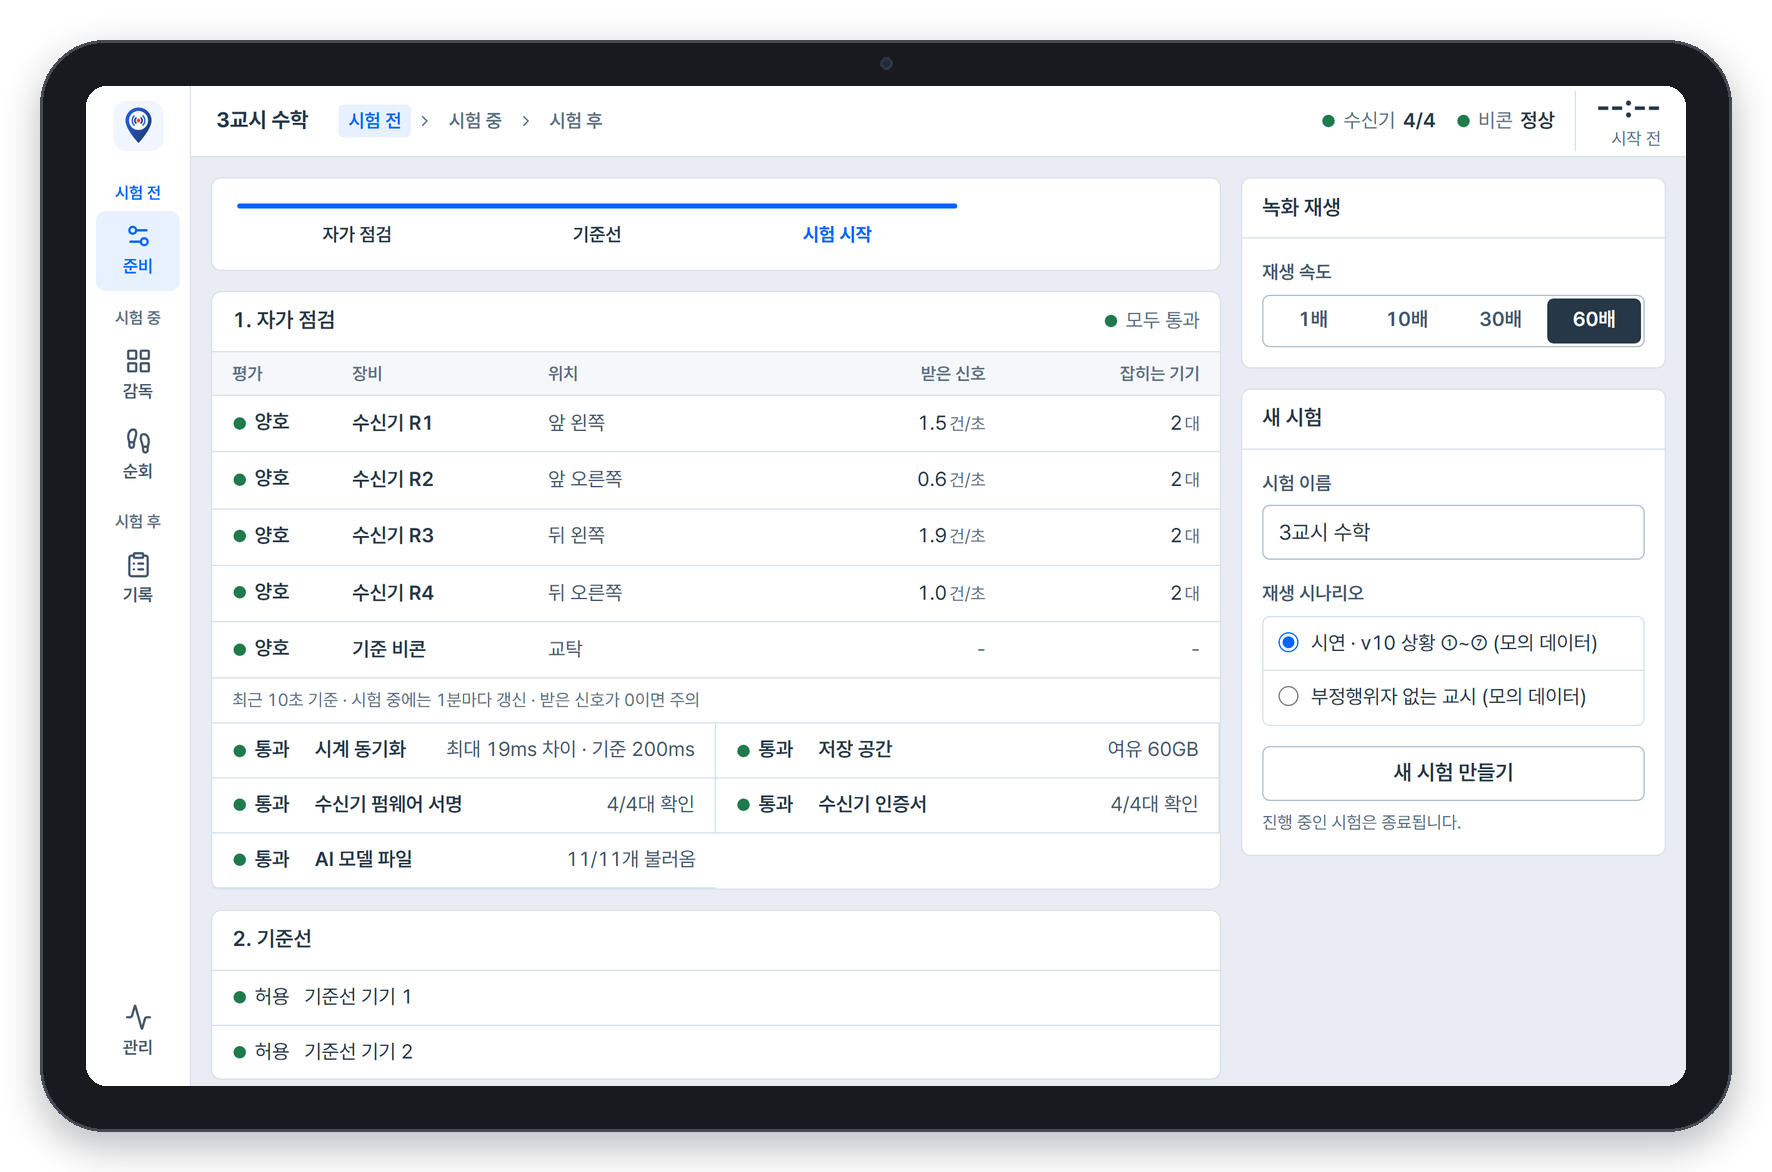 3교시 수학 시험 전 > 시험 중 > 시험 후
수신기 4/4 비콘 정상
--:--
시작 전
시험 전
준비
시험 중
감독
순회
시험 후
기록
관리
자가 점검 기준선 시험 시작
1. 자가 점검 모두 통과
평가 장비 위치 받은 신호 잡히는 기기
양호 수신기 R1 앞 왼쪽 1.5건/초 2대
양호 수신기 R2 앞 오른쪽 0.6건/초 2대
양호 수신기 R3 뒤 왼쪽 1.9건/초 2대
양호 수신기 R4 뒤 오른쪽 1.0건/초 2대
양호 기준 비콘 교탁 - -
최근 10초 기준 · 시험 중에는 1분마다 갱신 · 받은 신호가 0이면 주의
통과 시계 동기화 최대 19ms 차이 · 기준 200ms 통과 저장 공간 여유 60GB
통과 수신기 펌웨어 서명 4/4대 확인 통과 수신기 인증서 4/4대 확인
통과 AI 모델 파일 11/11개 불러옴
2. 기준선
허용 기준선 기기 1
허용 기준선 기기 2
녹화 재생
재생 속도
1배 10배 30배 60배
새 시험
시험 이름
3교시 수학
재생 시나리오
시연 · v10 상황 ①~⑦ (모의 데이터)
부정행위자 없는 교시 (모의 데이터)
새 시험 만들기
진행 중인 시험은 종료됩니다.